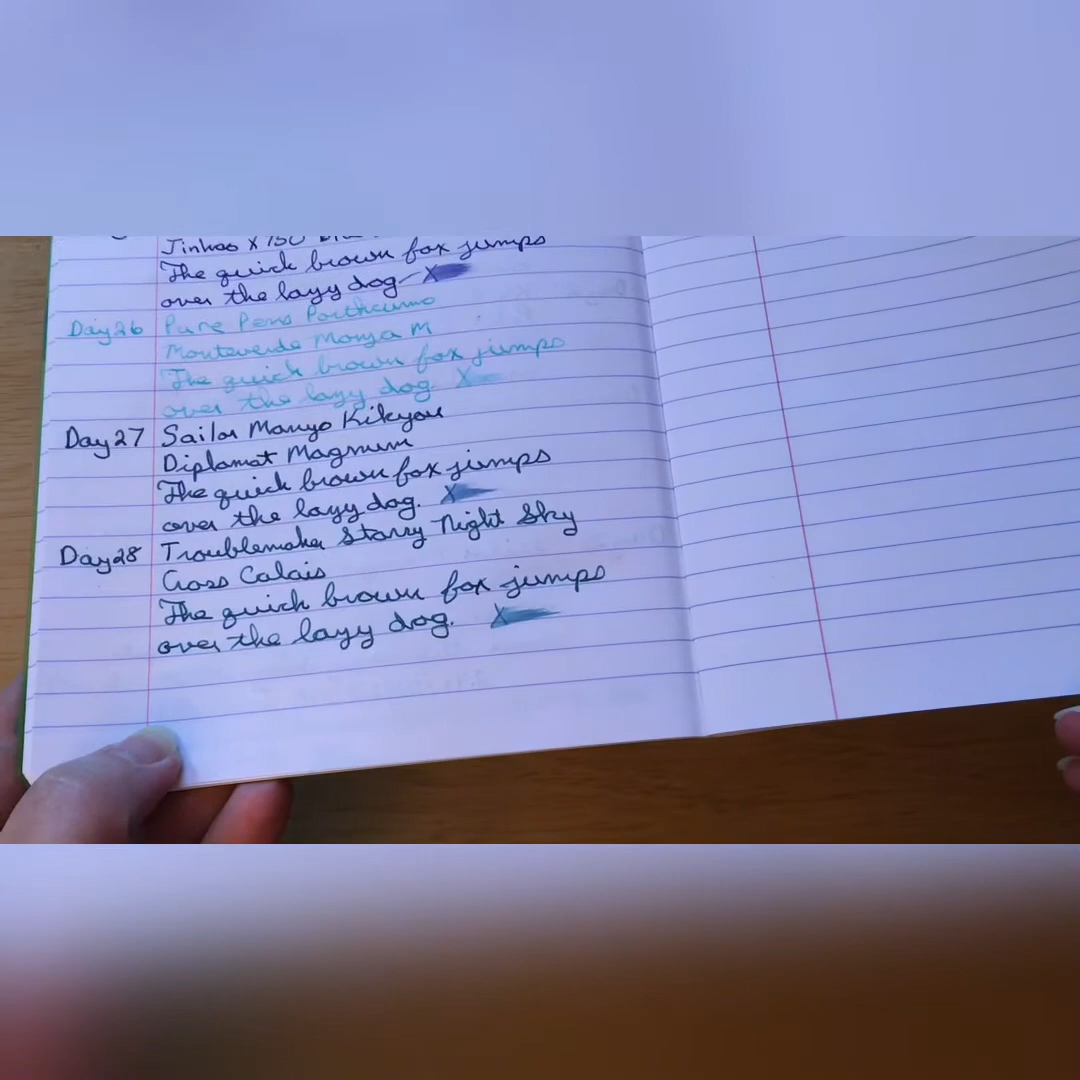 Jinhao X750
The quick brown fox jumps
over the lazy dog X
Day 26 Pure Pens Porthcurno
Monteverde Monza M
The quick brown fox jumps
over the lazy dog. X
Day 27 Sailor Manyo Kikyou
Diplomat Magnum
The quick brown fox jumps
over the lazy dog. X
Day 28 Troublemaker Starry Night Sky
Cross Calais
The quick brown fox jumps
over the lazy dog. X